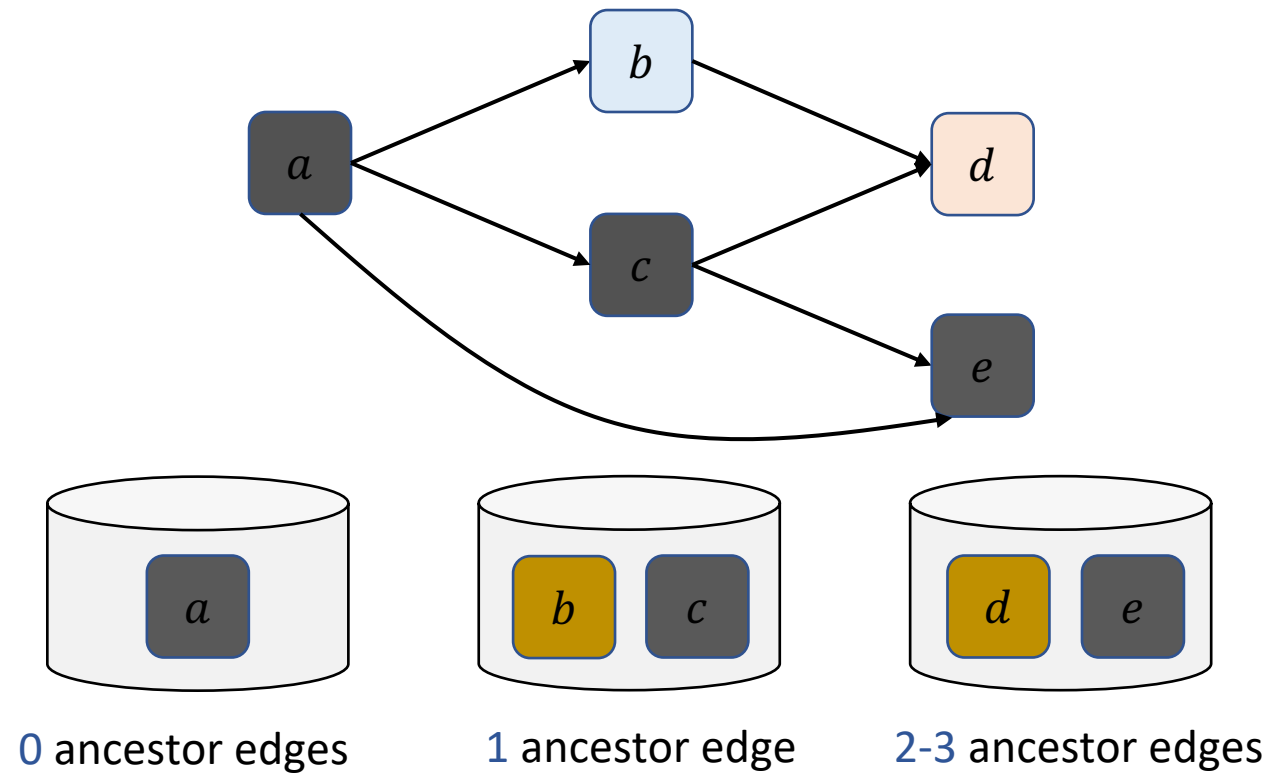 b
a
d
c
e
a
b c
d e
0 ancestor edges
1 ancestor edge
2-3 ancestor edges